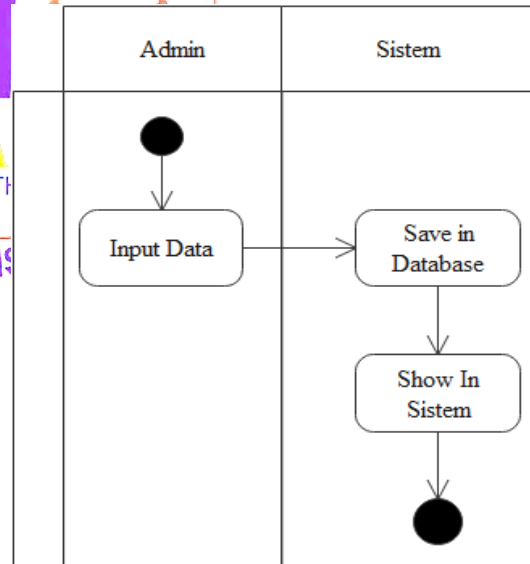 Admin
Sistem
Input Data
Save in
Database
Show In
Sistem